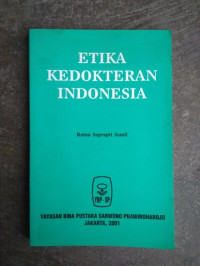 ETIKA
KEDOKTERAN
INDONESIA
Ratna Suprapti Samil
YBP-SP
YAYASAN BINA PUSTAKA SARWONO PRAWIROHARDJO
JAKARTA, 2001